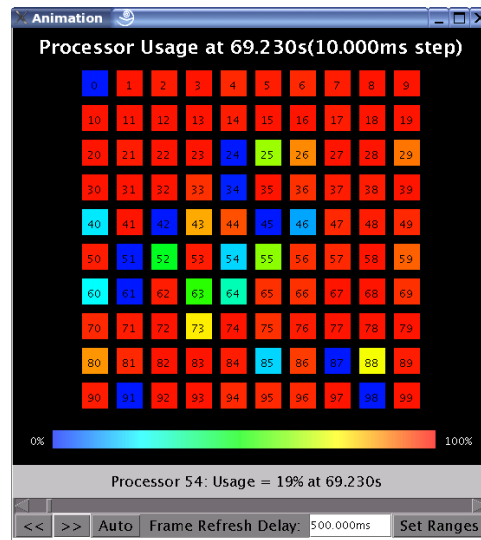 Animation
Processor Usage at 69.230s(10.000ms step)
0 1 2 3 4 5 6 7 8 9
10 11 12 13 14 15 16 17 18 19
20 21 22 23 24 25 26 27 28 29
30 31 32 33 34 35 36 37 38 39
40 41 42 43 44 45 46 47 48 49
50 51 52 53 54 55 56 57 58 59
60 61 62 63 64 65 66 67 68 69
70 71 72 73 74 75 76 77 78 79
80 81 82 83 84 85 86 87 88 89
90 91 92 93 94 95 96 97 98 99
0% 100%
Processor 54: Usage = 19% at 69.230s
<< >> Auto Frame Refresh Delay: 500.000ms Set Ranges